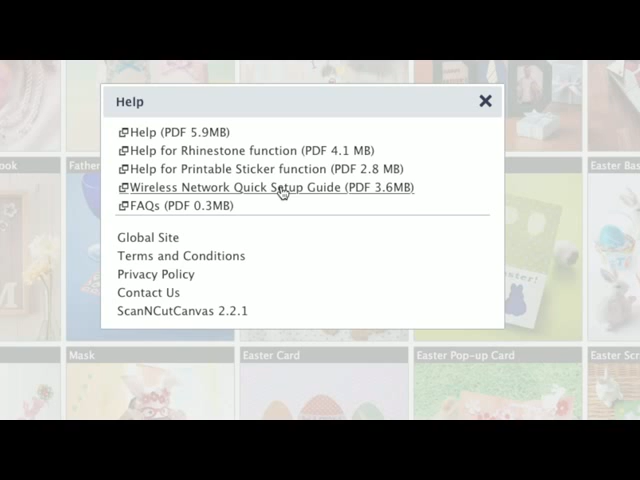 Help
Help (PDF 5.9MB)
Help for Rhinestone function (PDF 4.1 MB)
Help for Printable Sticker function (PDF 2.8 MB)
Wireless Network Quick Setup Guide (PDF 3.6MB)
FAQs (PDF 0.3MB)
Global Site
Terms and Conditions
Privacy Policy
Contact Us
ScanNCutCanvas 2.2.1
ook
Father
Easter Bas
Mask
Easter Card
Easter Pop-up Card
Easter Scr